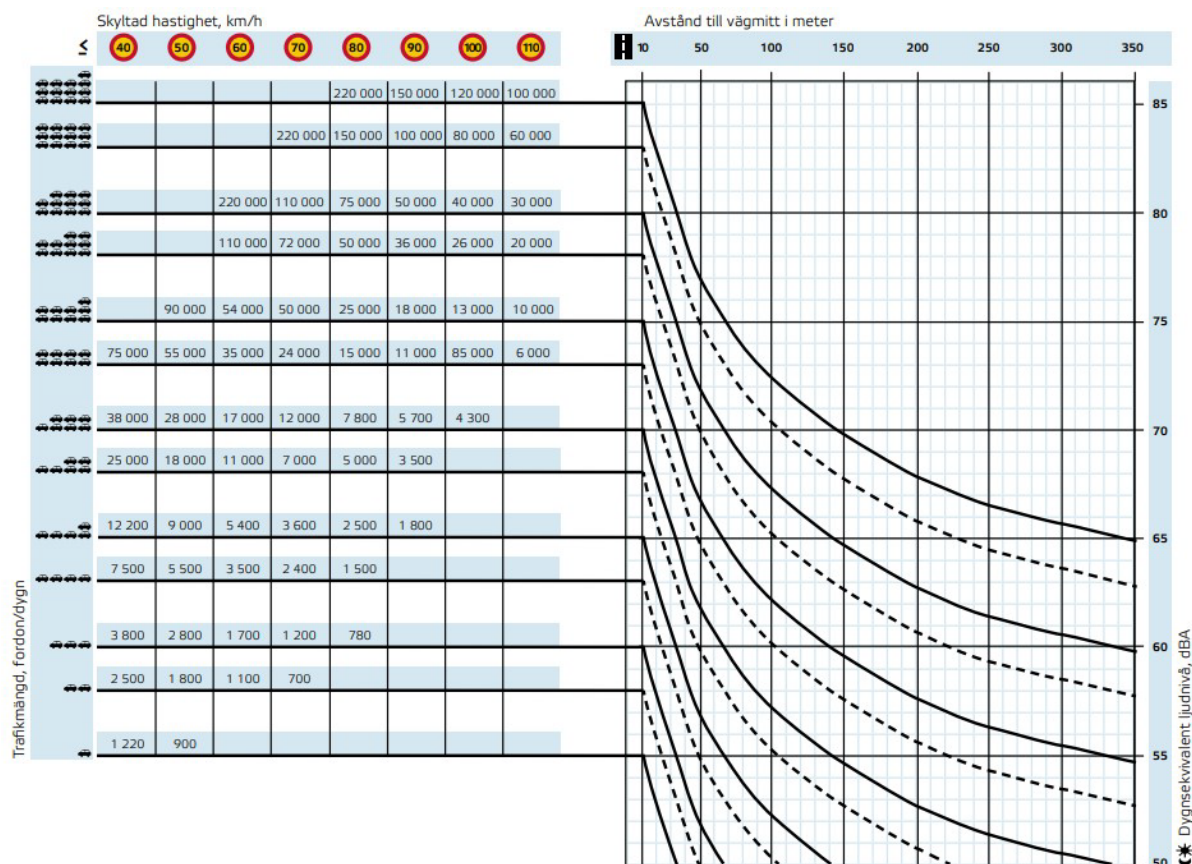 Skyltad hastighet, km/h
Avstånd till vägmitt i meter
≤ 40 50 60 70 80 90 100 110
10 50 100 150 200 250 300 350
220 000 150 000 120 000 100 000
85
220 000 150 000 100 000 80 000 60 000
220 000 110 000 75 000 50 000 40 000 30 000
80
110 000 72 000 50 000 36 000 26 000 20 000
90 000 54 000 50 000 25 000 18 000 13 000 10 000
75
75 000 55 000 35 000 24 000 15 000 11 000 85 000 6 000
38 000 28 000 17 000 12 000 7 800 5 700 4 300
70
25 000 18 000 11 000 7 000 5 000 3 500
12 200 9 000 5 400 3 600 2 500 1 800
65
7 500 5 500 3 500 2 400 1 500
3 800 2 800 1 700 1 200 780
60
2 500 1 800 1 100 700
1 220 900
55
50
Trafikmängd, fordon/dygn
Dygnsekvivalent ljudnivå, dBA